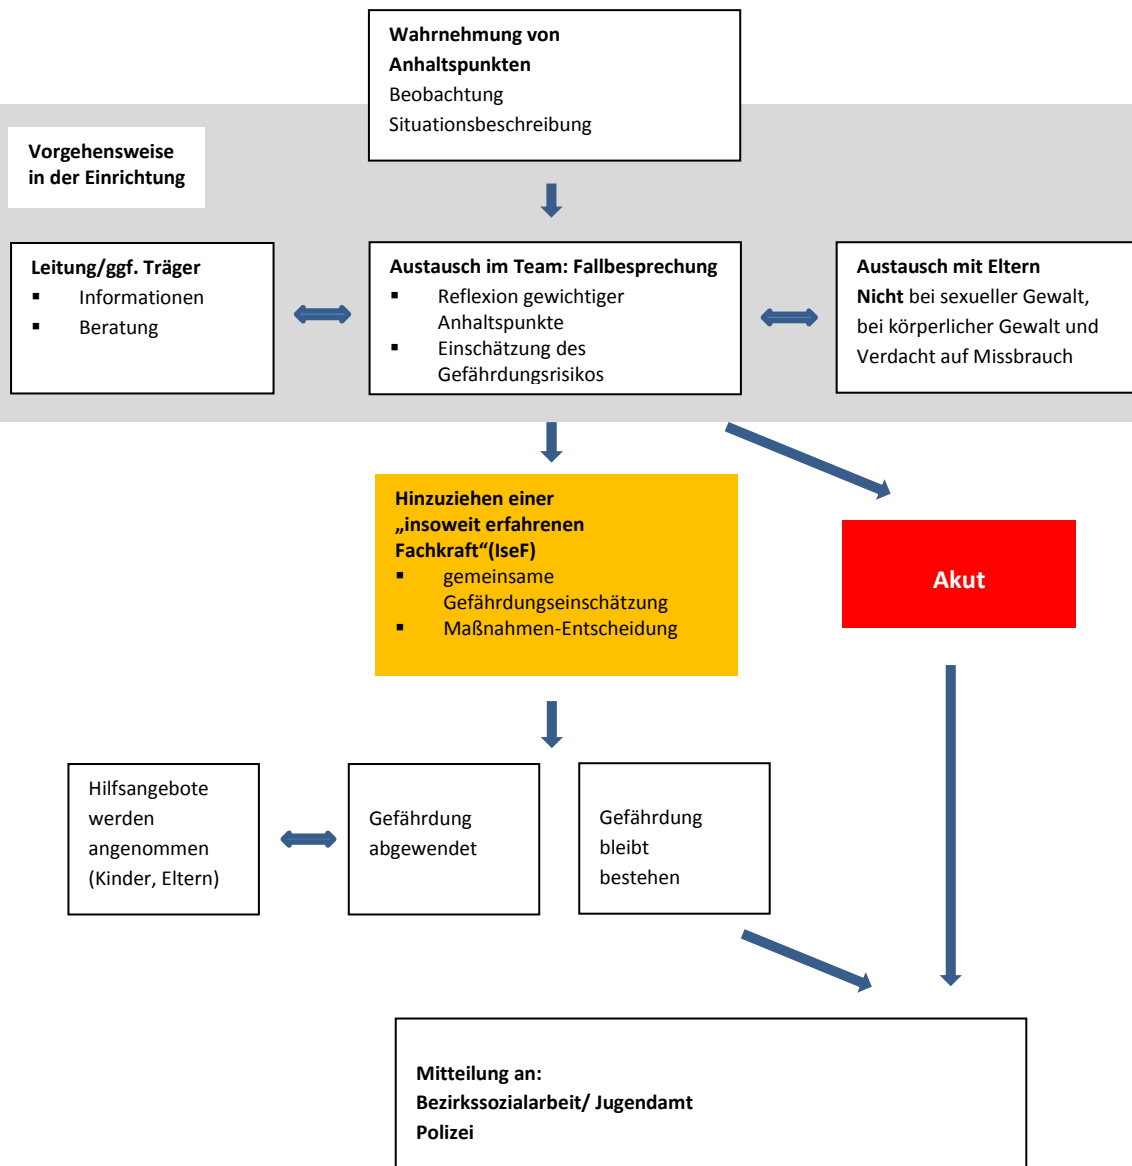 Wahrnehmung von
Anhaltspunkten
Beobachtung
Situationsbeschreibung
Vorgehensweise
in der Einrichtung
Leitung/ggf. Träger
▪ Informationen
▪ Beratung
Austausch im Team: Fallbesprechung
▪ Reflexion gewichtiger
Anhaltspunkte
▪ Einschätzung des
Gefährdungsrisikos
Austausch mit Eltern
Nicht bei sexueller Gewalt,
bei körperlicher Gewalt und
Verdacht auf Missbrauch
Hinzuziehen einer
„insoweit erfahrenen
Fachkraft“(IseF)
▪ gemeinsame
Gefährdungseinschätzung
▪ Maßnahmen-Entscheidung
Akut
Hilfsangebote
werden
angenommen
(Kinder, Eltern)
Gefährdung
abgewendet
Gefährdung
bleibt
bestehen
Mitteilung an:
Bezirkssozialarbeit/ Jugendamt
Polizei